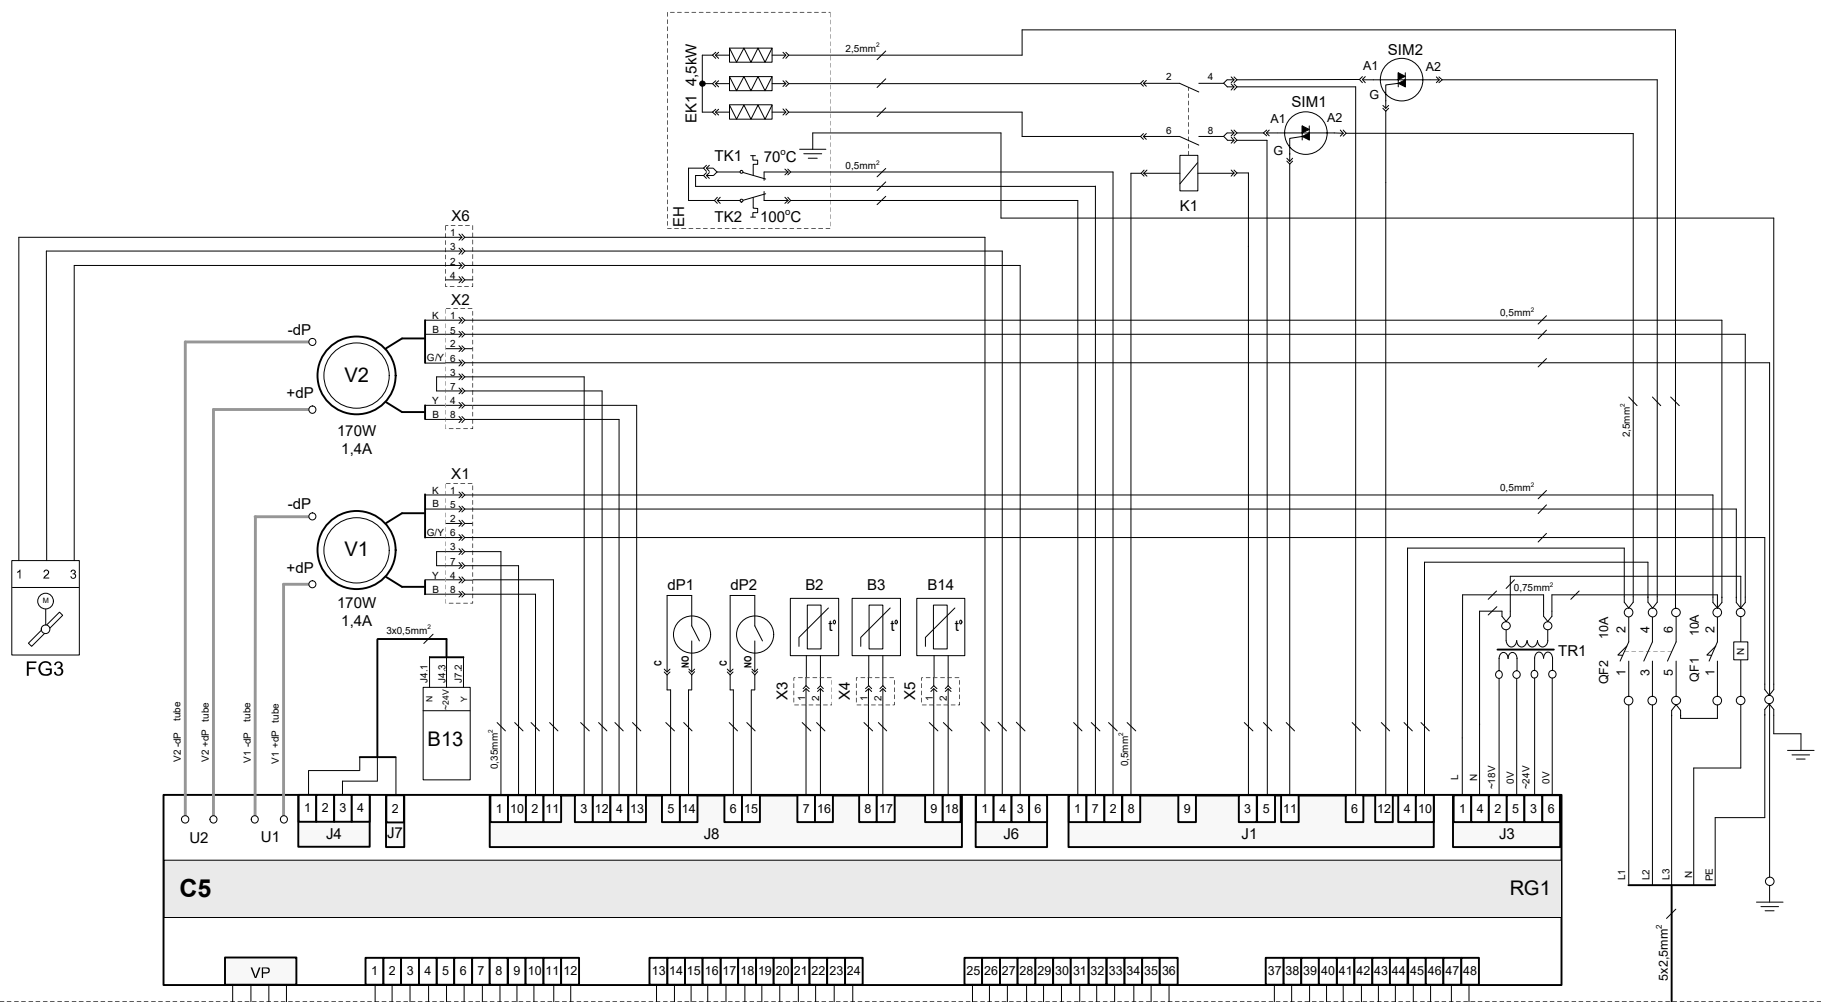 EK1 4,5kW
2,5mm²
SIM2
A1 A2
G
2 4
SIM1
A1 A2
G
6 8
TK1 70°C
0,5mm²
K1
TK2 100°C
EH
X6
1
3
2
4
X2
K 1
B 5
2
G/Y 6
3
7
Y 4
B 8
0,5mm²
-dP
V2
+dP
170W
1,4A
2,5mm²
X1
K 1
B 5
2
G/Y 6
3
7
Y 4
B 8
0,5mm²
-dP
V1
+dP
170W
1,4A
1 2 3
M
FG3
3x0,5mm²
J4.1 J4.3 J7.2
N ~24V Y
B13
dP1 dP2 B2 B3 B14
t° t° t°
C NO C NO
X3 1 2
X4 1 2
X5 1 2
0,75mm²
TR1
10A 2 4 6 10A 2
N
QF2 1 3 5 QF1 1
V2 -dP tube
V2 +dP tube
V1 -dP tube
V1 +dP tube
0,35mm²
0,5mm²
L N ~18V 0V ~24V 0V
U2 U1
1 2 3 4
J4
2
J7
1 10 2 11 3 12 4 13 5 14 6 15 7 16 8 17 9 18
J8
1 4 3 6
J6
1 7 2 8 9 3 5 11 6 12 4 10
J1
1 4 2 5 3 6
J3
L1 L2 L3 N PE
C5 RG1
5x2,5mm²
VP
1 2 3 4 5 6 7 8 9 10 11 12
13 14 15 16 17 18 19 20 21 22 23 24
25 26 27 28 29 30 31 32 33 34 35 36
37 38 39 40 41 42 43 44 45 46 47 48